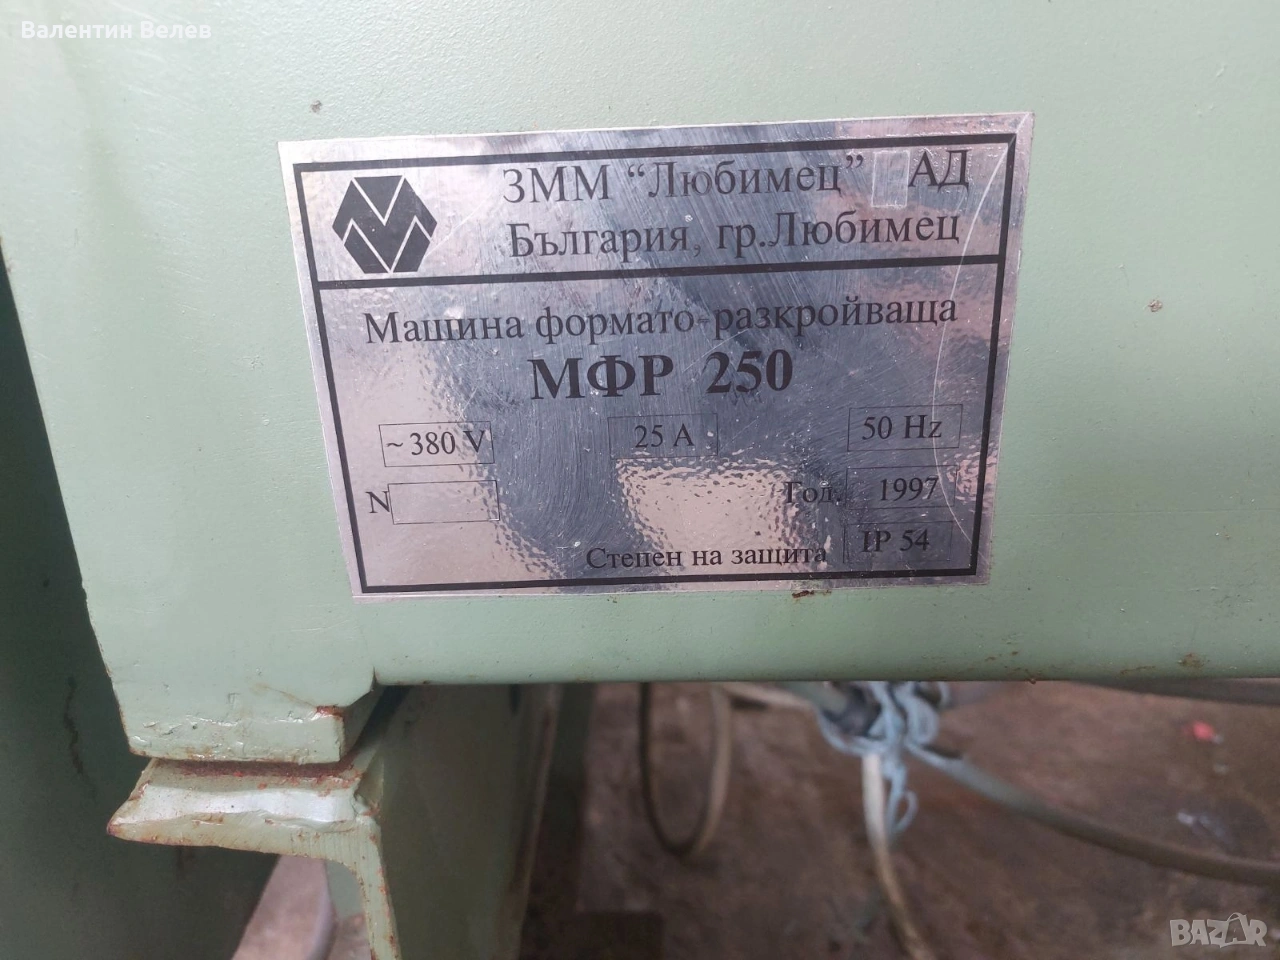 Валентин Велев
ЗММ “Любимец” АД
България, гр.Любимец
Машина формато-разкройваща
МФР 250
~ 380 V 25 A 50 Hz
N Год. 1997
Степен на защита IP 54
BAZAR